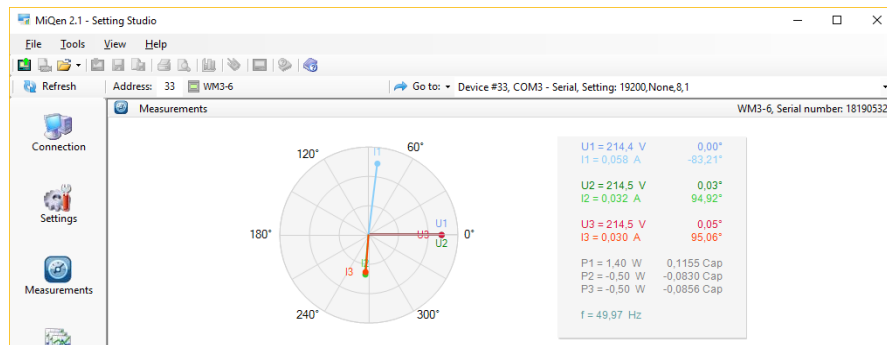 MiQen 2.1 - Setting Studio
File Tools View Help
Refresh Address: 33 WM3-6 Go to: Device #33, COM3 - Serial, Setting: 19200,None,8,1
Measurements WM3-6, Serial number: 18190532
Connection
Settings
Measurements
I1
60°
120°
180°
U1
U3
0°
U2
I2
I3
240°
300°
U1 = 214,4 V 0,00°
I1 = 0,058 A -83,21°
U2 = 214,5 V 0,03°
I2 = 0,032 A 94,92°
U3 = 214,5 V 0,05°
I3 = 0,030 A 95,06°
P1 = 1,40 W 0,1155 Cap
P2 = -0,50 W -0,0830 Cap
P3 = -0,50 W -0,0856 Cap
f = 49,97 Hz